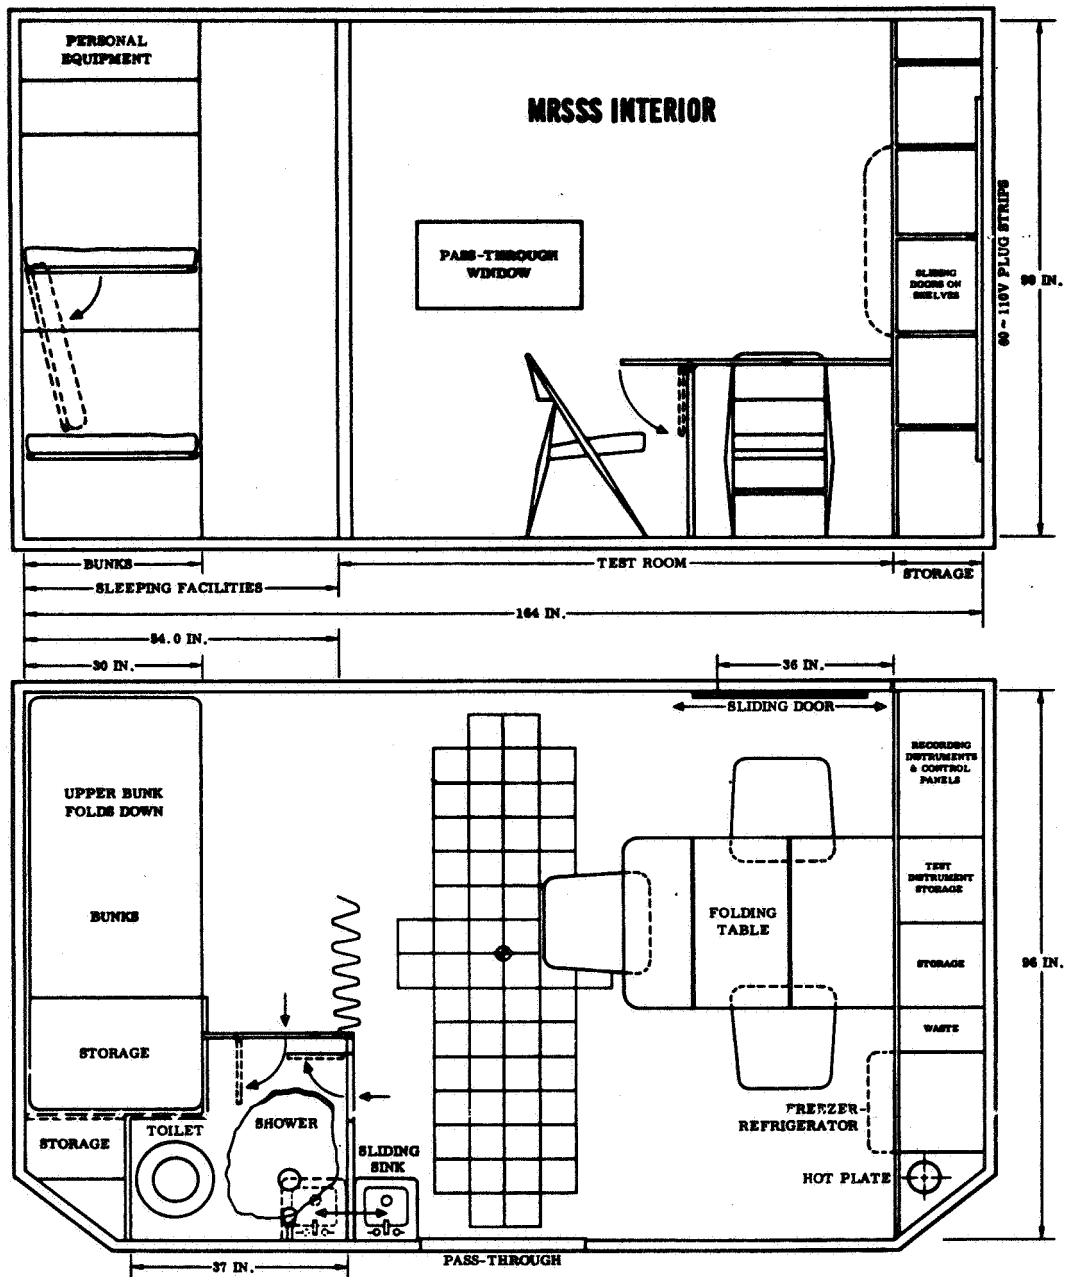 PERSONAL
EQUIPMENT
MRSSS INTERIOR
PASS-THROUGH
WINDOW
SLIDING
DOORS ON
SHELVES
60 ~ 110V PLUG STRIPS
IN.
BUNKS
TEST ROOM
STORAGE
SLEEPING FACILITIES
164 IN.
54.0 IN.
30 IN.
36 IN.
SLIDING DOOR
RECORDING
INSTRUMENTS
& CONTROL
PANELS
UPPER BUNK
FOLDS DOWN
TEST
INSTRUMENT
STORAGE
BUNKS
FOLDING
TABLE
STORAGE
96 IN.
WASTE
STORAGE
FREEZER-
REFRIGERATOR
SHOWER
TOILET
STORAGE
SLIDING
SINK
HOT PLATE
PASS-THROUGH
37 IN.